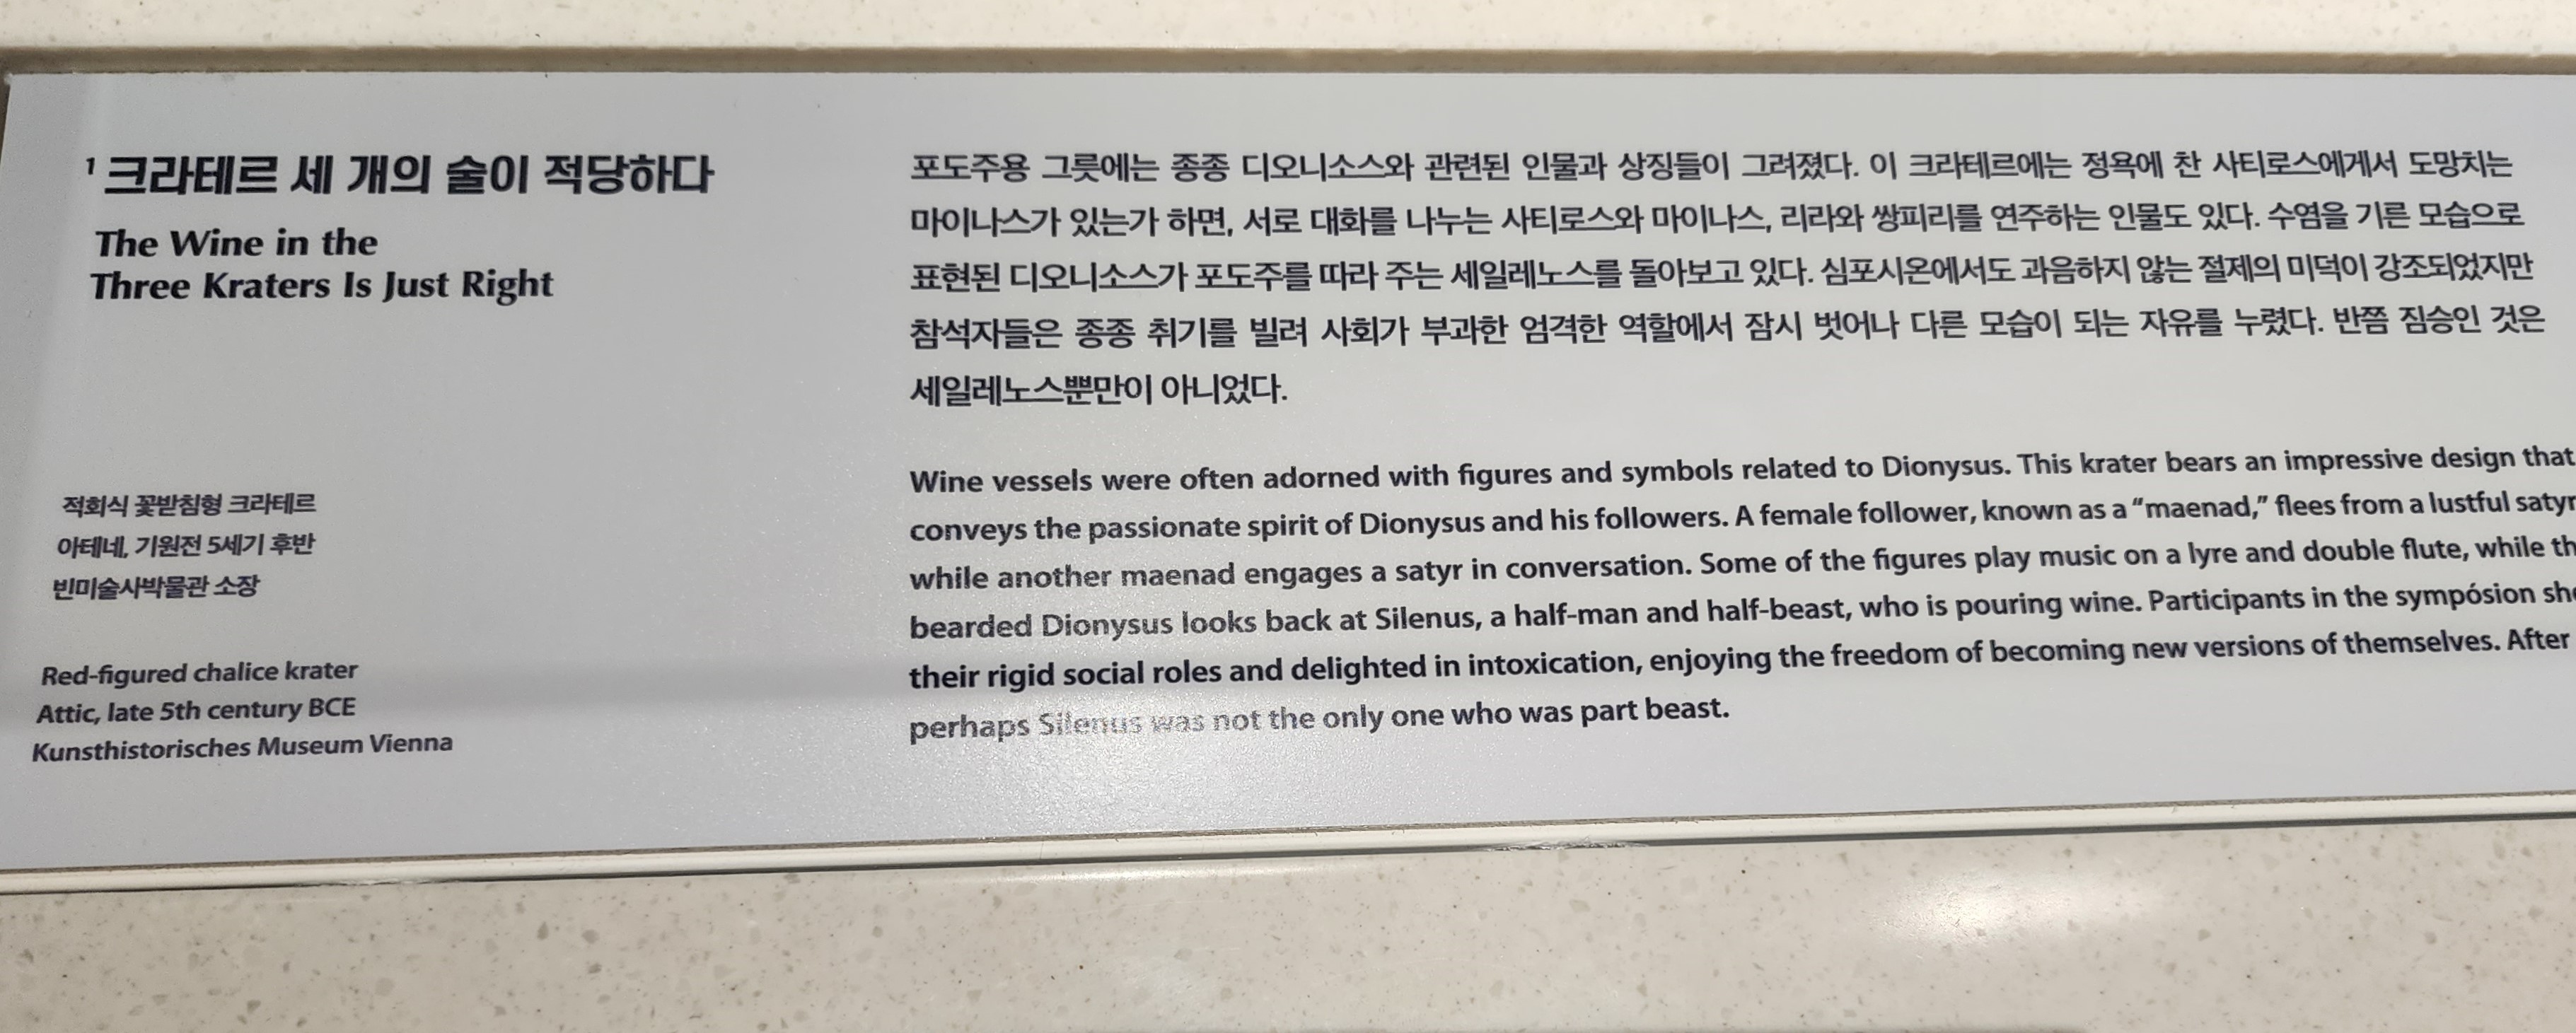 ¹ 크라테르 세 개의 술이 적당하다
The Wine in the
Three Kraters Is Just Right
적회식 꽃받침형 크라테르
아테네, 기원전 5세기 후반
빈미술사박물관 소장
Red-figured chalice krater
Attic, late 5th century BCE
Kunsthistorisches Museum Vienna
포도주용 그릇에는 종종 디오니소스와 관련된 인물과 상징들이 그려졌다. 이 크라테르에는 정욕에 찬 사티로스에게서 도망치는
마이나스가 있는가 하면, 서로 대화를 나누는 사티로스와 마이나스, 리라와 쌍피리를 연주하는 인물도 있다. 수염을 기른 모습으로
표현된 디오니소스가 포도주를 따라 주는 세일레노스를 돌아보고 있다. 심포시온에서도 과음하지 않는 절제의 미덕이 강조되었지만
참석자들은 종종 취기를 빌려 사회가 부과한 엄격한 역할에서 잠시 벗어나 다른 모습이 되는 자유를 누렸다. 반쯤 짐승인 것은
세일레노스뿐만이 아니었다.
Wine vessels were often adorned with figures and symbols related to Dionysus. This krater bears an impressive design that
conveys the passionate spirit of Dionysus and his followers. A female follower, known as a “maenad,” flees from a lustful satyr
while another maenad engages a satyr in conversation. Some of the figures play music on a lyre and double flute, while
bearded Dionysus looks back at Silenus, a half-man and half-beast, who is pouring wine. Participants in the sympósion
their rigid social roles and delighted in intoxication, enjoying the freedom of becoming new versions of themselves. After
perhaps Silenus was not the only one who was part beast.